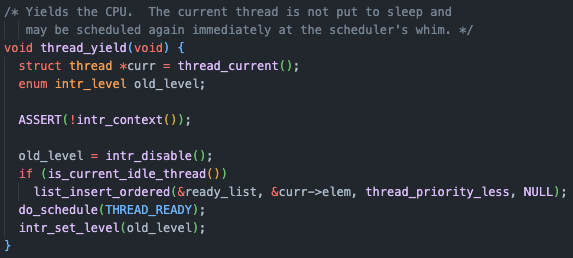 /* Yields the CPU.  The current thread is not put to sleep and
   may be scheduled again immediately at the scheduler's whim. */
void thread_yield(void) {
  struct thread *curr = thread_current();
  enum intr_level old_level;

  ASSERT(!intr_context());

  old_level = intr_disable();
  if (is_current_idle_thread())
    list_insert_ordered(&ready_list, &curr->elem, thread_priority_less, NULL);
  do_schedule(THREAD_READY);
  intr_set_level(old_level);
}